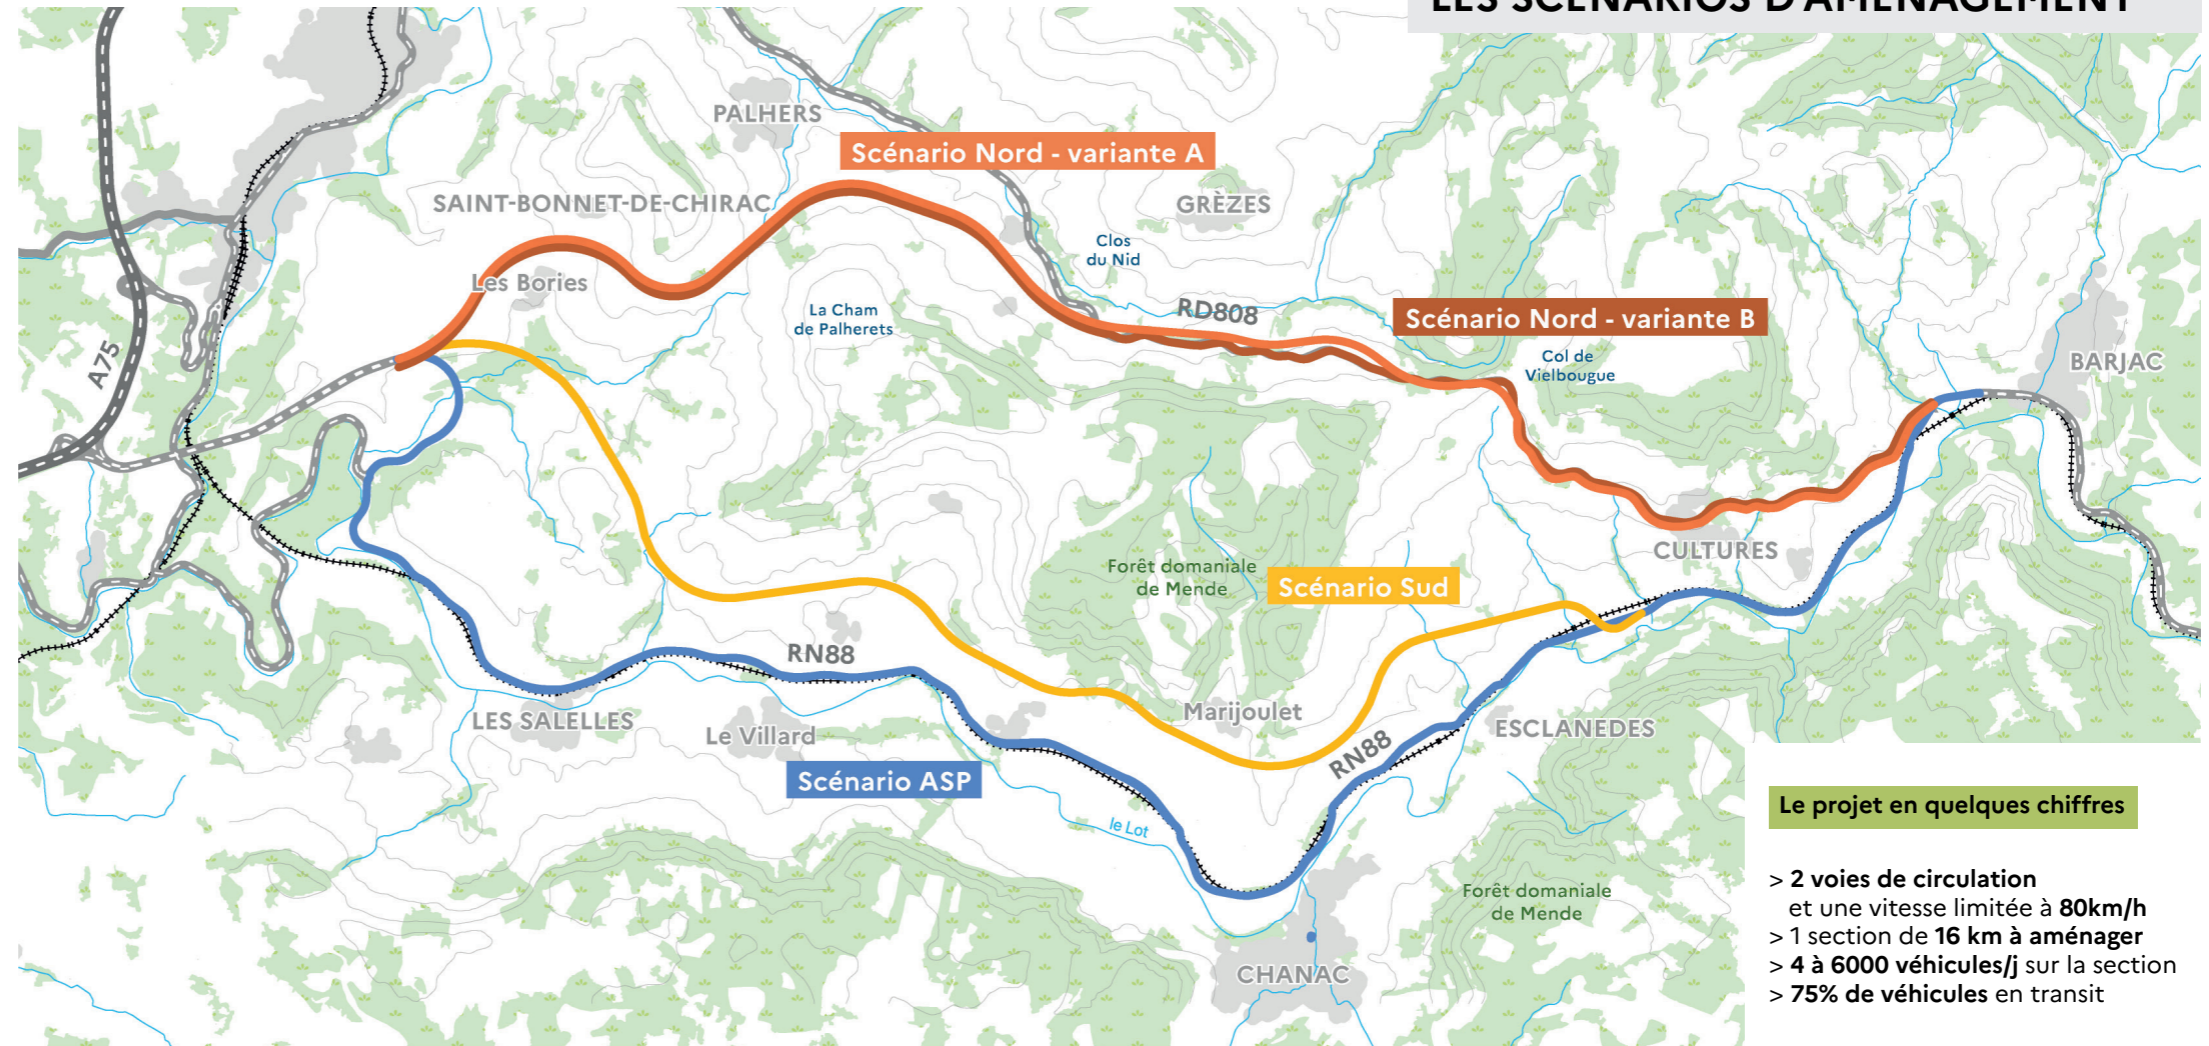 LES SCÉNARIOS D'AMÉNAGEMENT
PALHERS
Scénario Nord - variante A
SAINT-BONNET-DE-CHIRAC
GRÈZES
Clos
du Nid
Les Bories
La Cham
de Palherets
RD808
Scénario Nord - variante B
Col de
Vielbougue
BARJAC
A75
CULTURES
Forêt domaniale
de Mende
Scénario Sud
RN88
LES SALELLES
Le Villard
Marijoulet
ESCLANÈDES
RN88
Scénario ASP
le Lot
Forêt domaniale
de Mende
CHANAC
Le projet en quelques chiffres
> 2 voies de circulation
et une vitesse limitée à 80km/h
> 1 section de 16 km à aménager
> 4 à 6000 véhicules/j sur la section
> 75% de véhicules en transit